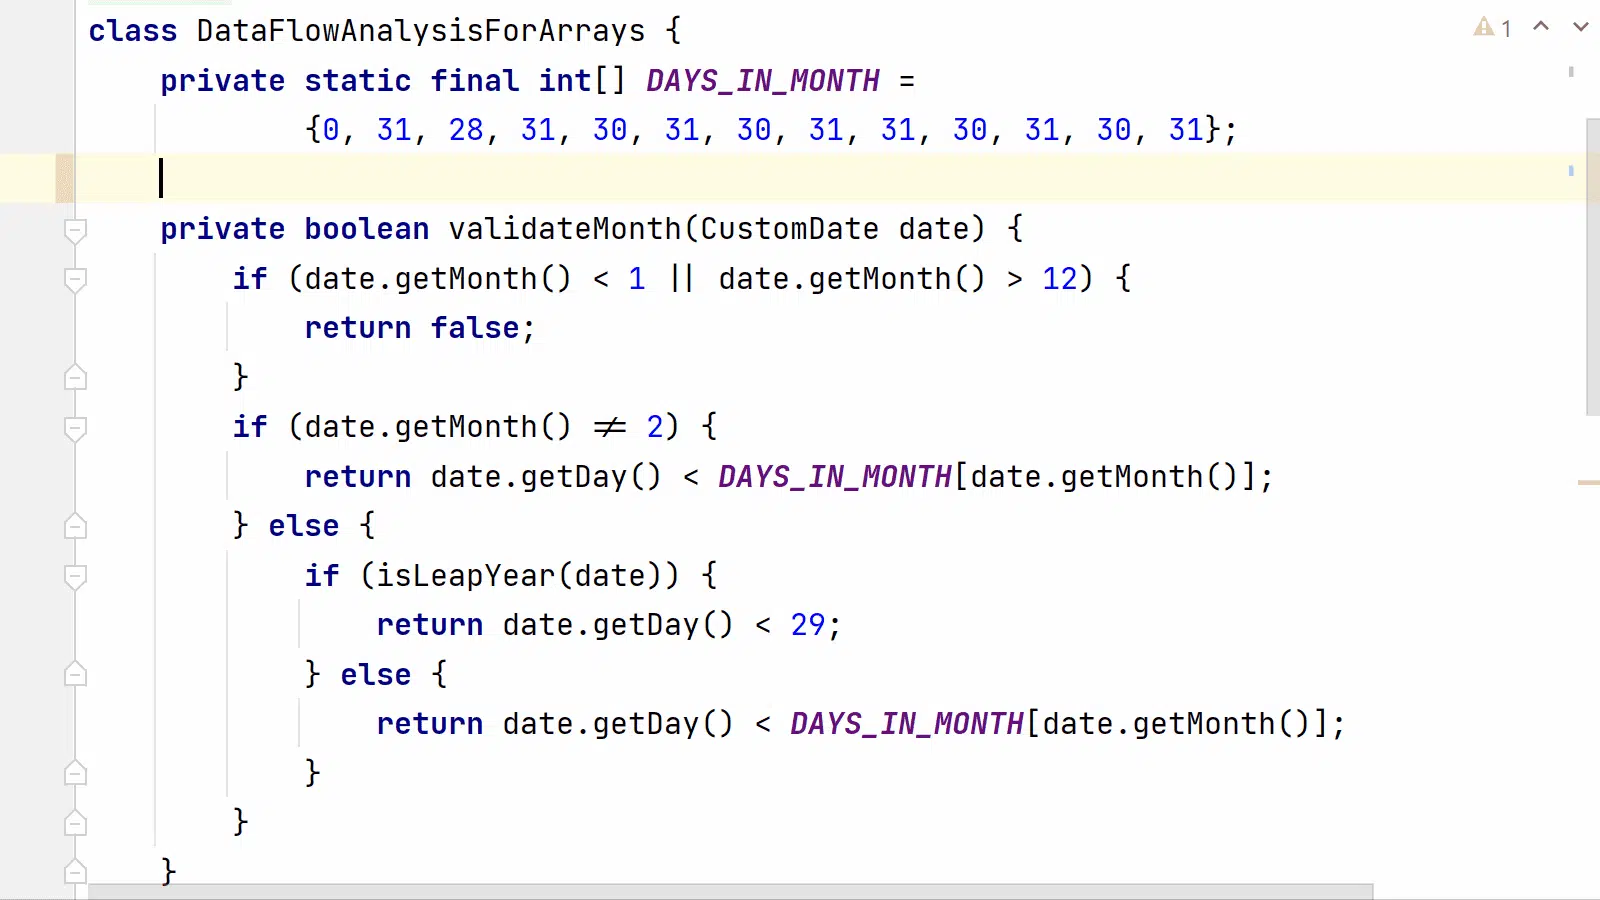 class DataFlowAnalysisForArrays {
1
private static final int[] DAYS_IN_MONTH =
{0, 31, 28, 31, 30, 31, 30, 31, 31, 30, 31, 30, 31};
private boolean validateMonth(CustomDate date) {
if (date.getMonth() < 1 || date.getMonth() > 12) {
return false;
}
if (date.getMonth() ≠ 2) {
return date.getDay() < DAYS_IN_MONTH[date.getMonth()];
} else {
if (isLeapYear(date)) {
return date.getDay() < 29;
} else {
return date.getDay() < DAYS_IN_MONTH[date.getMonth()];
}
}
}